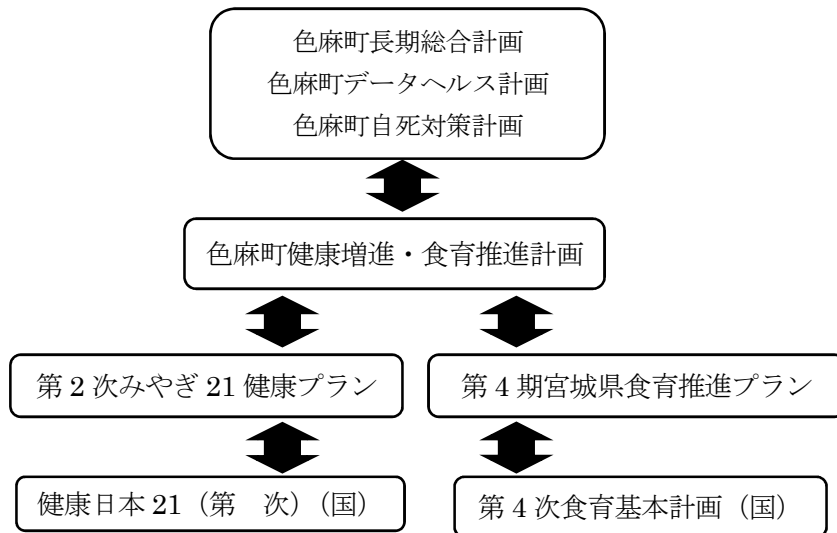 色麻町長期総合計画
色麻町データヘルス計画
色麻町自死対策計画
色麻町健康増進・食育推進計画
第2次みやぎ21健康プラン
第4期宮城県食育推進プラン
健康日本21（第　次）（国）
第4次食育基本計画（国）